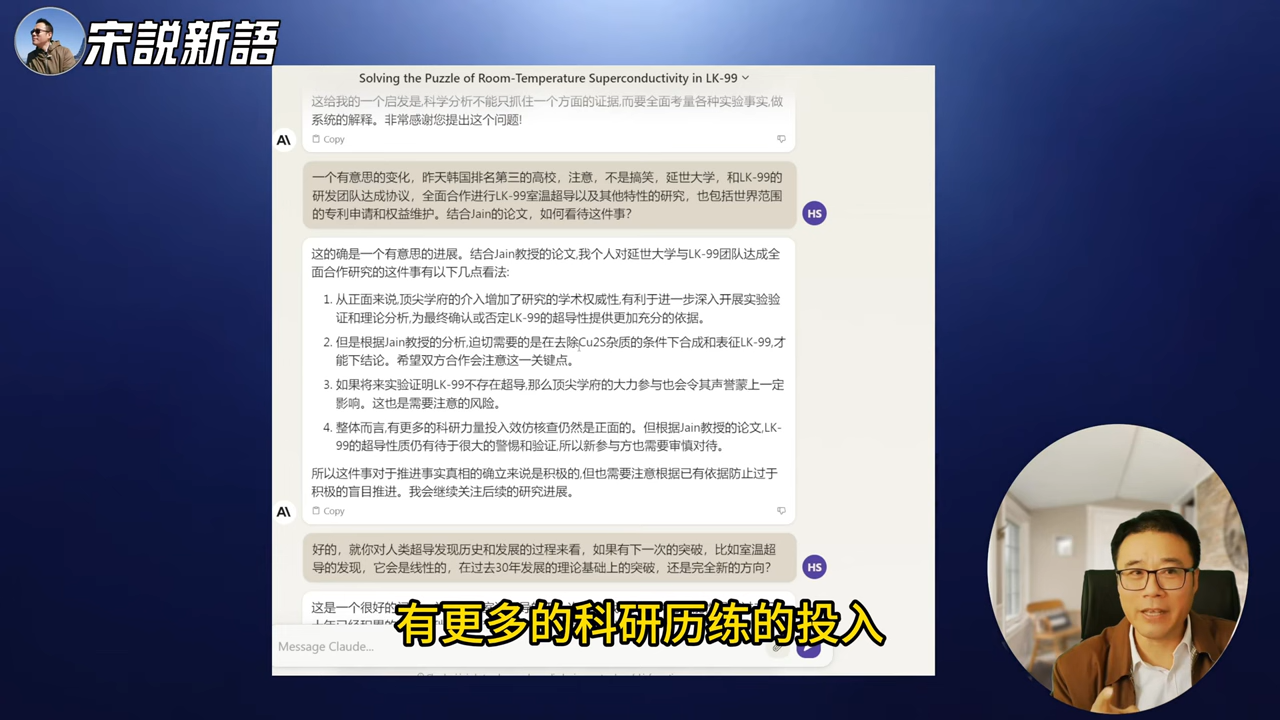 宋説新語
Solving the Puzzle of Room-Temperature Superconductivity in LK-99
这给我的一个启发是,科学分析不能只抓住一个方面的证据,而要全面考量各种实验事实,做
系统的解释。非常感谢您提出这个问题!
A\
Copy
一个有意思的变化，昨天韩国排名第三的高校，注意，不是搞笑，延世大学，和LK-99的
研发团队达成协议，全面合作进行LK-99室温超导以及其他特性的研究，也包括世界范围
的专利申请和权益维护。结合Jain的论文，如何看待这件事？
HS
这的确是一个有意思的进展。结合Jain教授的论文,我个人对延世大学与LK-99团队达成全
面合作研究的这件事有以下几点看法:
1. 从正面来说,顶尖学府的介入增加了研究的学术权威性,有利于进一步深入开展实验验
证和理论分析,为最终确认或否定LK-99的超导性提供更加充分的依据。
2. 但是根据Jain教授的分析,迫切需要的是在去除Cu2S杂质的条件下合成和表征LK-99,才
能下结论。希望双方合作会注意这一关键点。
3. 如果将来实验证明LK-99不存在超导,那么顶尖学府的大力参与也会令其声誉蒙上一定
影响。这也是需要注意的风险。
4. 整体而言,有更多的科研力量投入效仿核查仍然是正面的。但根据Jain教授的论文,LK-
99的超导性质仍有待于很大的警惕和验证,所以新参与方也需要审慎对待。
所以这件事对于推进事实真相的确立来说是积极的,但也需要注意根据已有依据防止过于
积极的盲目推进。我会继续关注后续的研究进展。
A\
Copy
好的，就你对人类超导发现历史和发展的过程来看，如果有下一次的突破，比如室温超
导的发现，它会是线性的，在过去30年发展的理论基础上的突破，还是完全新的方向？
HS
这是一个很好的
有更多的科研历练的投入
Message Claude...